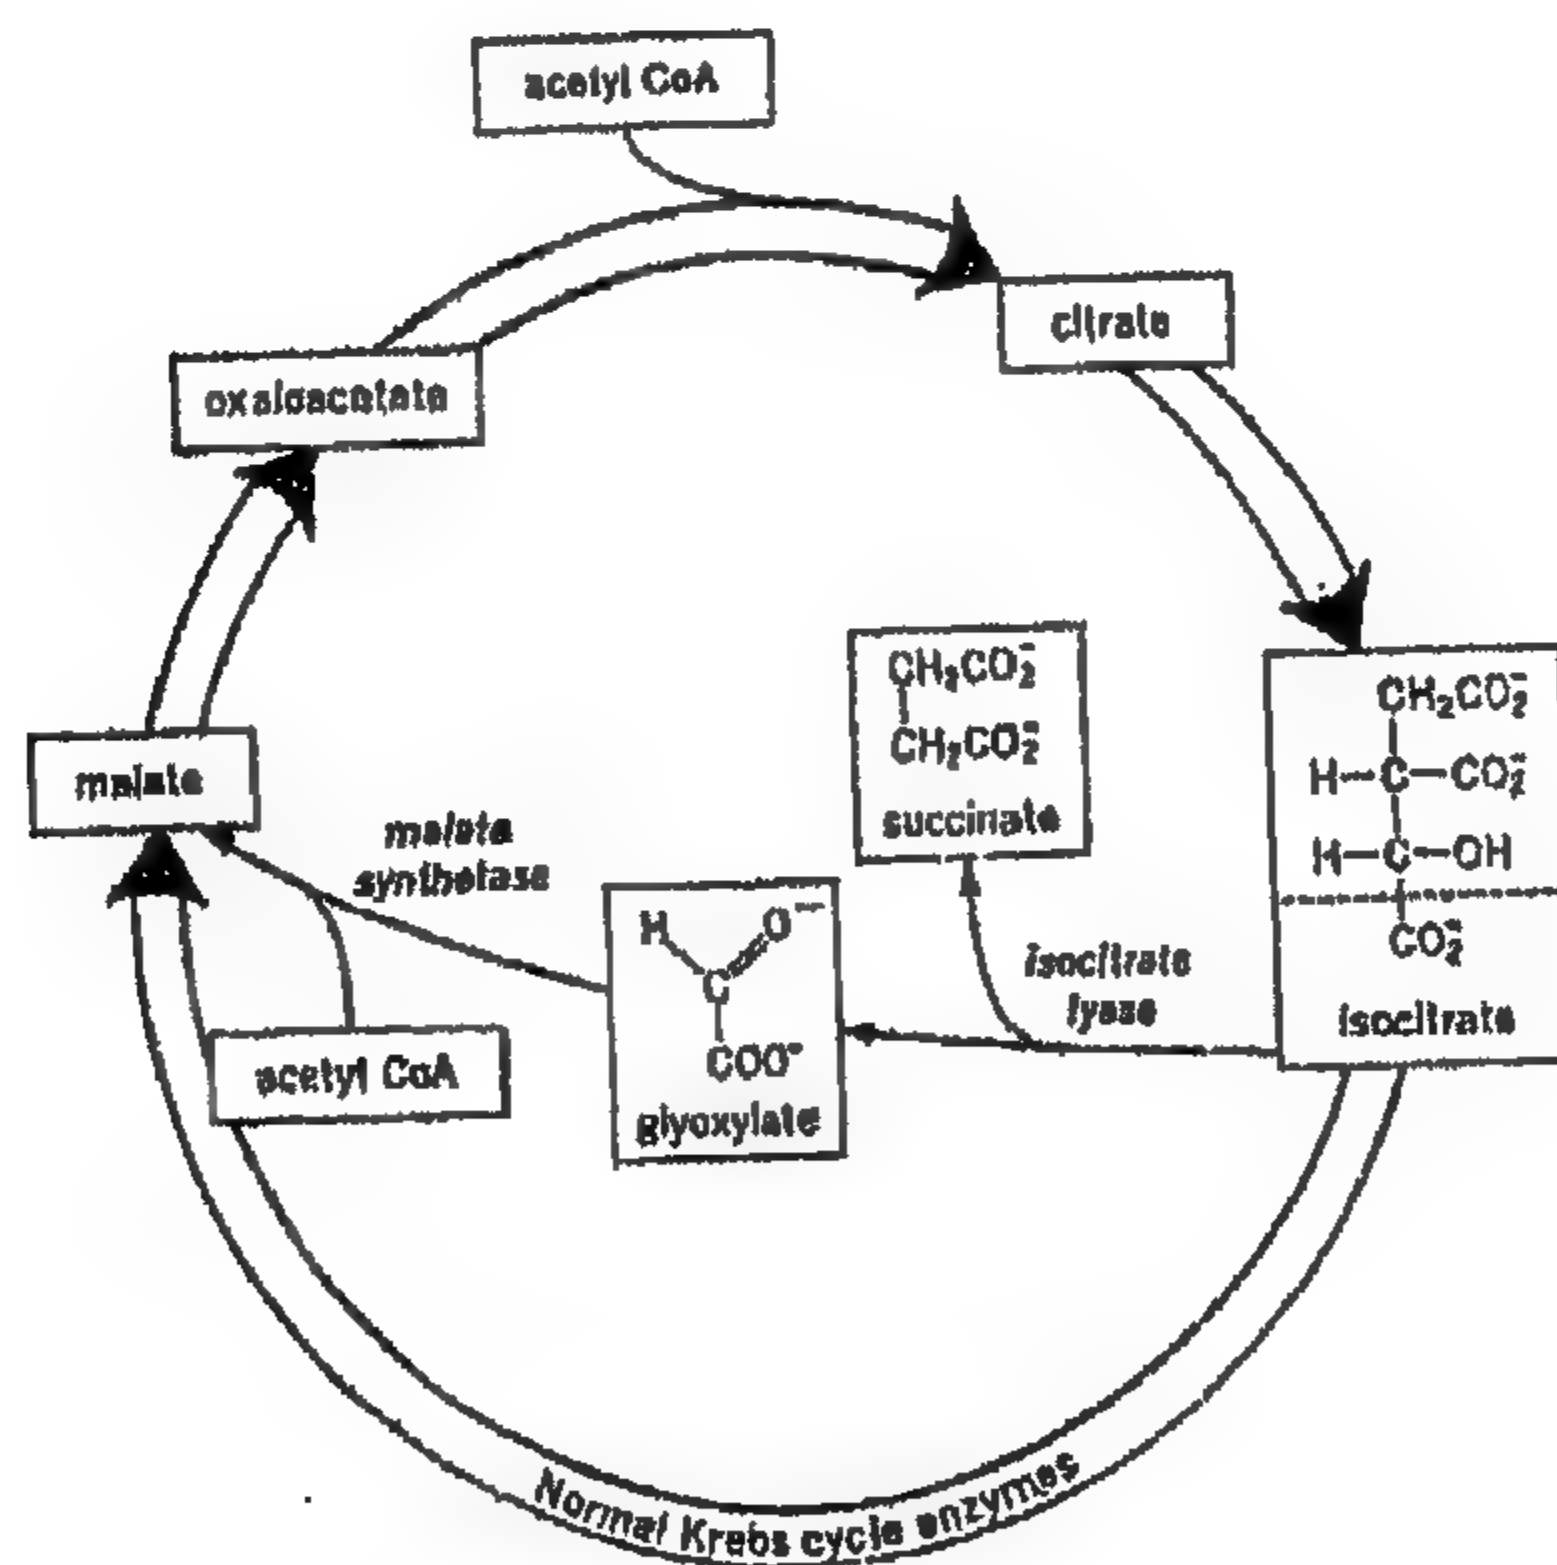 acetyl CoA
citrate
oxaloacetate
CH₂CO₂⁻
CH₂CO₂⁻
succinate
CH₂CO₂⁻
H—C—CO₂⁻
H—C—OH
CO₂⁻
isocitrate
malate
malate
synthetase
H O⁻
C
COO⁻
glyoxylate
isocitrate
lyase
acetyl CoA
Normal Krebs cycle enzymes